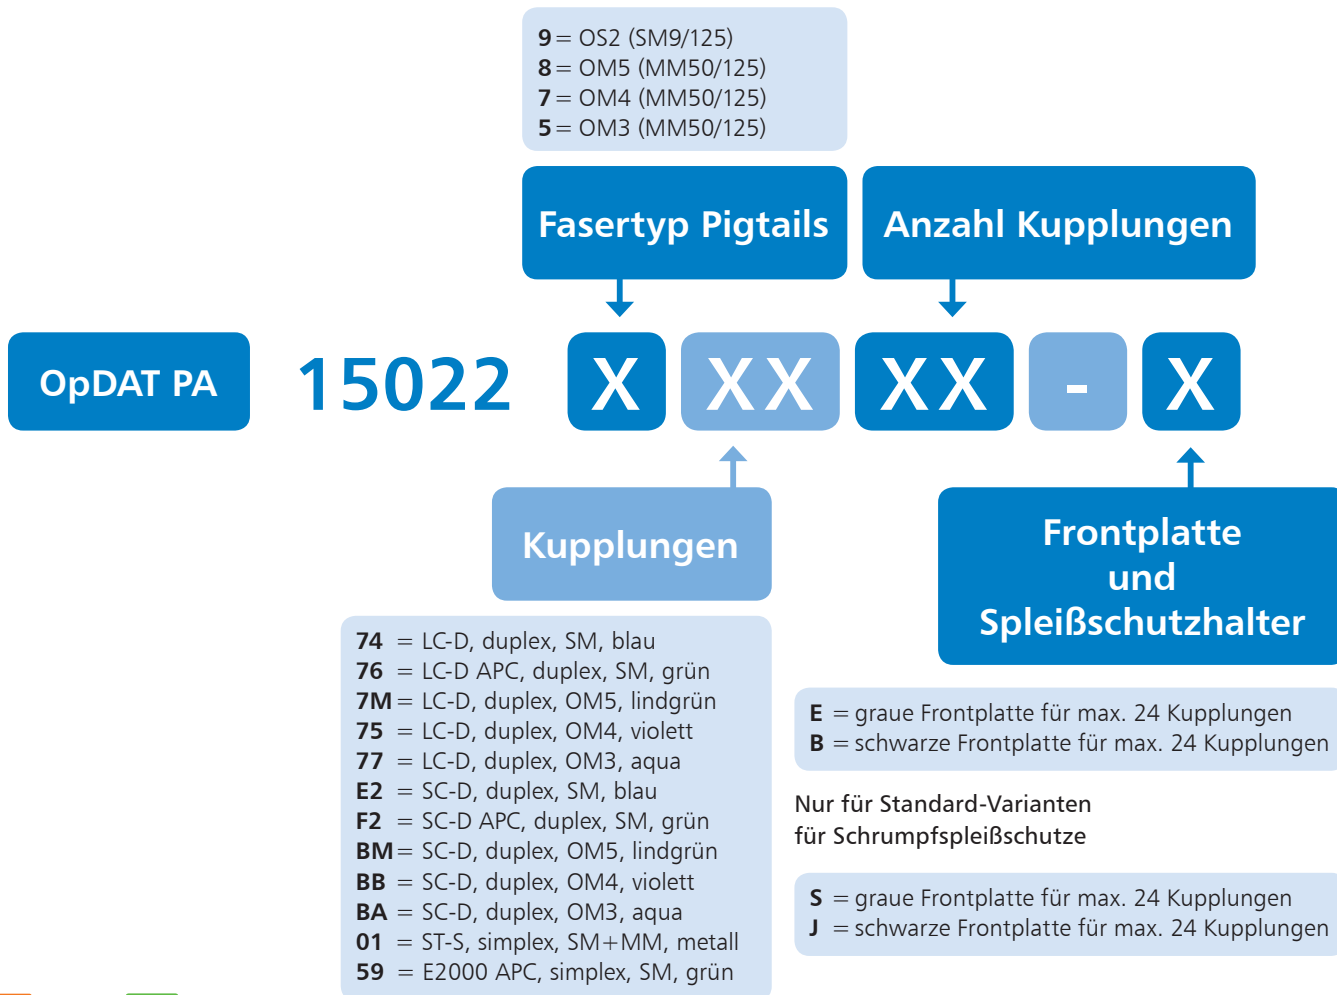 9 = OS2 (SM9/125)
8 = OM5 (MM50/125)
7 = OM4 (MM50/125)
5 = OM3 (MM50/125)
Fasertyp Pigtails
Anzahl Kupplungen
OpDAT PA 15022 X XX XX - X
Kupplungen
74 = LC-D, duplex, SM, blau
76 = LC-D APC, duplex, SM, grün
7M = LC-D, duplex, OM5, lindgrün
75 = LC-D, duplex, OM4, violett
77 = LC-D, duplex, OM3, aqua
E2 = SC-D, duplex, SM, blau
F2 = SC-D APC, duplex, SM, grün
BM = SC-D, duplex, OM5, lindgrün
BB = SC-D, duplex, OM4, violett
BA = SC-D, duplex, OM3, aqua
01 = ST-S, simplex, SM+MM, metall
59 = E2000 APC, simplex, SM, grün
Frontplatte
und
Spleißschutzhalter
E = graue Frontplatte für max. 24 Kupplungen
B = schwarze Frontplatte für max. 24 Kupplungen
Nur für Standard-Varianten
für Schrumpfspleißschutze
S = graue Frontplatte für max. 24 Kupplungen
J = schwarze Frontplatte für max. 24 Kupplungen